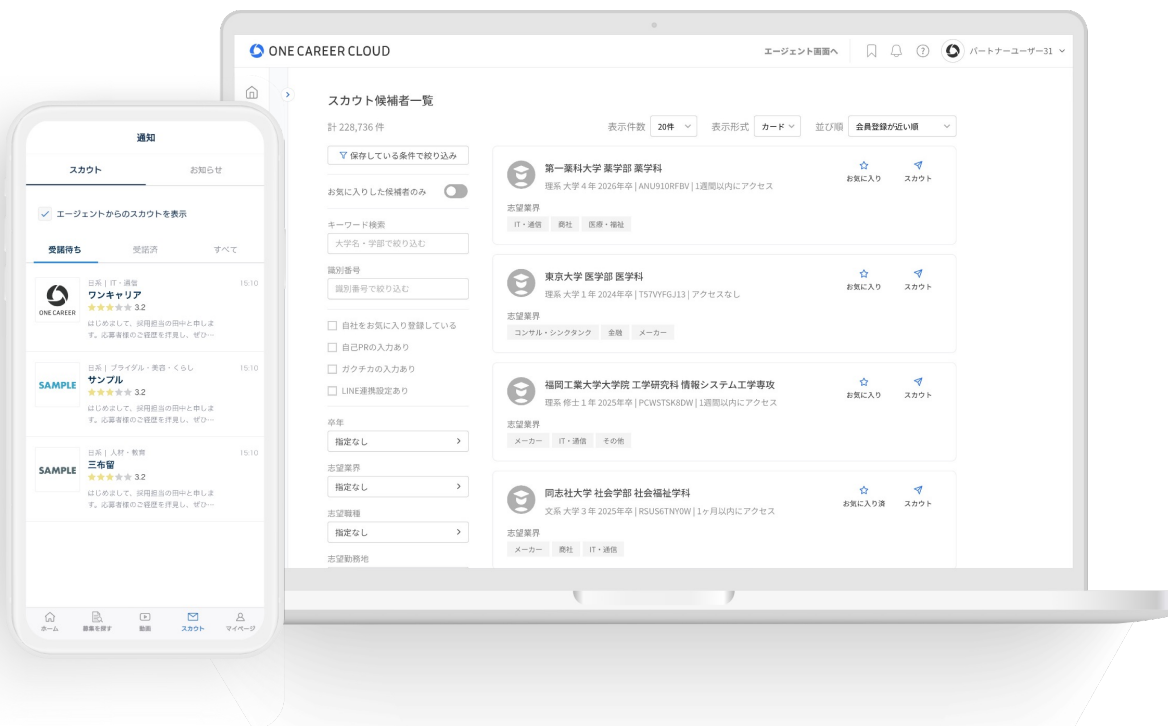 通知
スカウト
お知らせ
エージェントからのスカウトを表示
受諾待ち
受諾済
すべて
ONE CAREER
日系 | IT・通信
15:10
ワンキャリア
3.2
はじめまして、採用担当の田中と申しま
す。応募者様のご経歴を拝見し、ぜひ…
SAMPLE
日系 | ブライダル・美容・くらし
15:10
サンプル
3.2
はじめまして、採用担当の田中と申しま
す。応募者様のご経歴を拝見し、ぜひ…
SAMPLE
日系 | 人材・教育
15:10
三布留
3.2
はじめまして、採用担当の田中と申しま
す。応募者様のご経歴を拝見し、ぜひ…
ホーム
募集を探す
動画
スカウト
マイページ
ONE CAREER CLOUD
エージェント画面へ
パートナーユーザー31
スカウト候補者一覧
計 228,736 件
表示件数
20件
表示形式
カード
並び順
会員登録が近い順
保存している条件で絞り込み
お気に入りした候補者のみ
キーワード検索
大学名・学部で絞り込む
識別番号
識別番号で絞り込む
自社をお気に入り登録している
自己PRの入力あり
ガクチカの入力あり
LINE連携設定あり
卒年
指定なし
志望業界
指定なし
志望職種
指定なし
志望勤務地
第一薬科大学 薬学部 薬学科
理系 大学 4 年 2026年卒 | ANU910RFBV | 1週間以内にアクセス
お気に入り
スカウト
志望業界
IT・通信
商社
医療・福祉
東京大学 医学部 医学科
理系 大学 1 年 2024年卒 | T57VYFGJ13 | アクセスなし
お気に入り
スカウト
志望業界
コンサル・シンクタンク
金融
メーカー
福岡工業大学大学院 工学研究科 情報システム工学専攻
理系 修士 1 年 2025年卒 | PCWSTSK8DW | 1週間以内にアクセス
お気に入り
スカウト
志望業界
メーカー
IT・通信
その他
同志社大学 社会学部 社会福祉学科
文系 大学 3 年 2025年卒 | RSUS6TNY0W | 1ヶ月以内にアクセス
お気に入り済
スカウト
志望業界
メーカー
商社
IT・通信